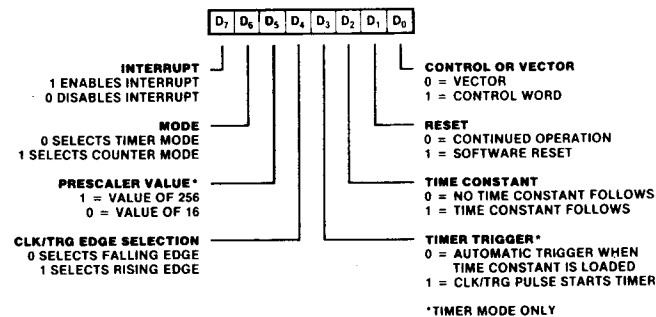 D7 D6 D5 D4 D3 D2 D1 D0
INTERRUPT
1 ENABLES INTERRUPT
0 DISABLES INTERRUPT
MODE
0 SELECTS TIMER MODE
1 SELECTS COUNTER MODE
PRESCALER VALUE*
1 = VALUE OF 256
0 = VALUE OF 16
CLK/TRG EDGE SELECTION
0 SELECTS FALLING EDGE
1 SELECTS RISING EDGE
CONTROL OR VECTOR
0 = VECTOR
1 = CONTROL WORD
RESET
0 = CONTINUED OPERATION
1 = SOFTWARE RESET
TIME CONSTANT
0 = NO TIME CONSTANT FOLLOWS
1 = TIME CONSTANT FOLLOWS
TIMER TRIGGER*
0 = AUTOMATIC TRIGGER WHEN
TIME CONSTANT IS LOADED
1 = CLK/TRG PULSE STARTS TIMER
*TIMER MODE ONLY